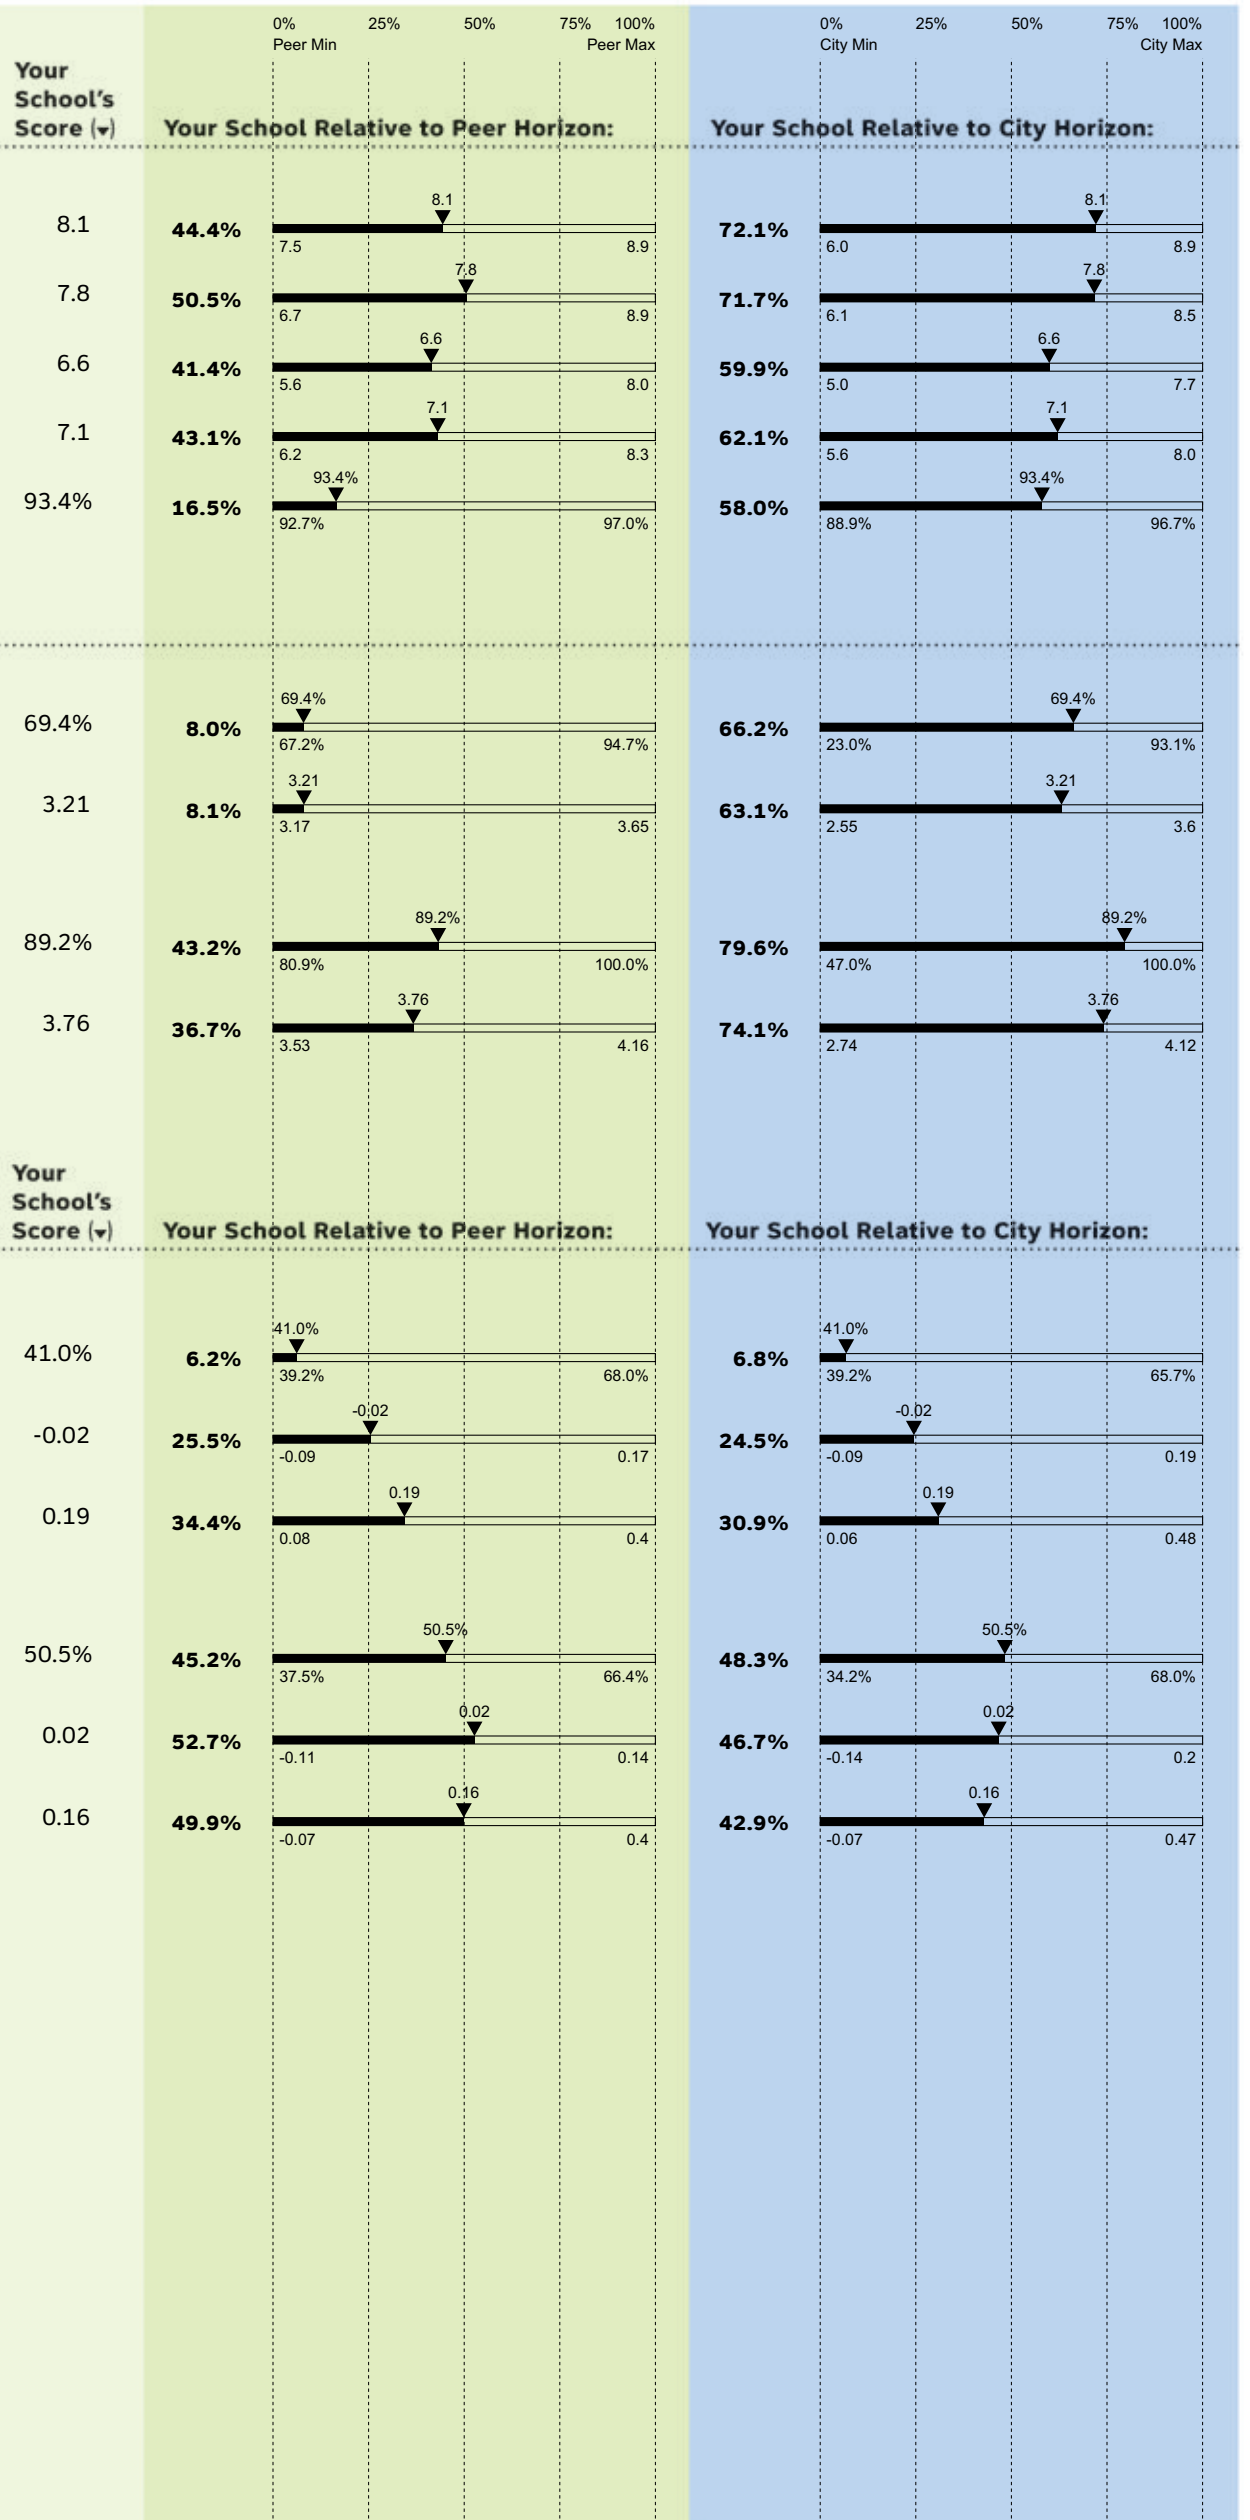 0% 25% 50% 75% 100% 0% 25% 50% 75% 100%
Peer Min Peer Max City Min City Max
Your
School's
Score (▾) Your School Relative to Peer Horizon: Your School Relative to City Horizon:
8.1 8.1
8.1 44.4% 72.1%
7.5 8.9 6.0 8.9
7.8 7.8
7.8 50.5% 71.7%
6.7 8.9 6.1 8.5
6.6 6.6
6.6 41.4% 59.9%
5.6 8.0 5.0 7.7
7.1 7.1
7.1 43.1% 62.1%
6.2 8.3 5.6 8.0
93.4% 93.4%
93.4% 16.5% 58.0%
92.7% 97.0% 88.9% 96.7%
69.4% 69.4%
69.4% 8.0% 66.2%
67.2% 94.7% 23.0% 93.1%
3.21 3.21
3.21 8.1% 63.1%
3.17 3.65 2.55 3.6
89.2% 89.2%
89.2% 43.2% 79.6%
80.9% 100.0% 47.0% 100.0%
3.76 3.76
3.76 36.7% 74.1%
3.53 4.16 2.74 4.12
Your
School's
Score (▾) Your School Relative to Peer Horizon: Your School Relative to City Horizon:
41.0% 41.0%
41.0% 6.2% 6.8%
39.2% 68.0% 39.2% 65.7%
-0.02 -0.02
-0.02 25.5% 24.5%
-0.09 0.17 -0.09 0.19
0.19 0.19
0.19 34.4% 30.9%
0.08 0.4 0.06 0.48
50.5% 50.5%
50.5% 45.2% 48.3%
37.5% 66.4% 34.2% 68.0%
0.02 0.02
0.02 52.7% 46.7%
-0.11 0.14 -0.14 0.2
0.16 0.16
0.16 49.9% 42.9%
-0.07 0.4 -0.07 0.47